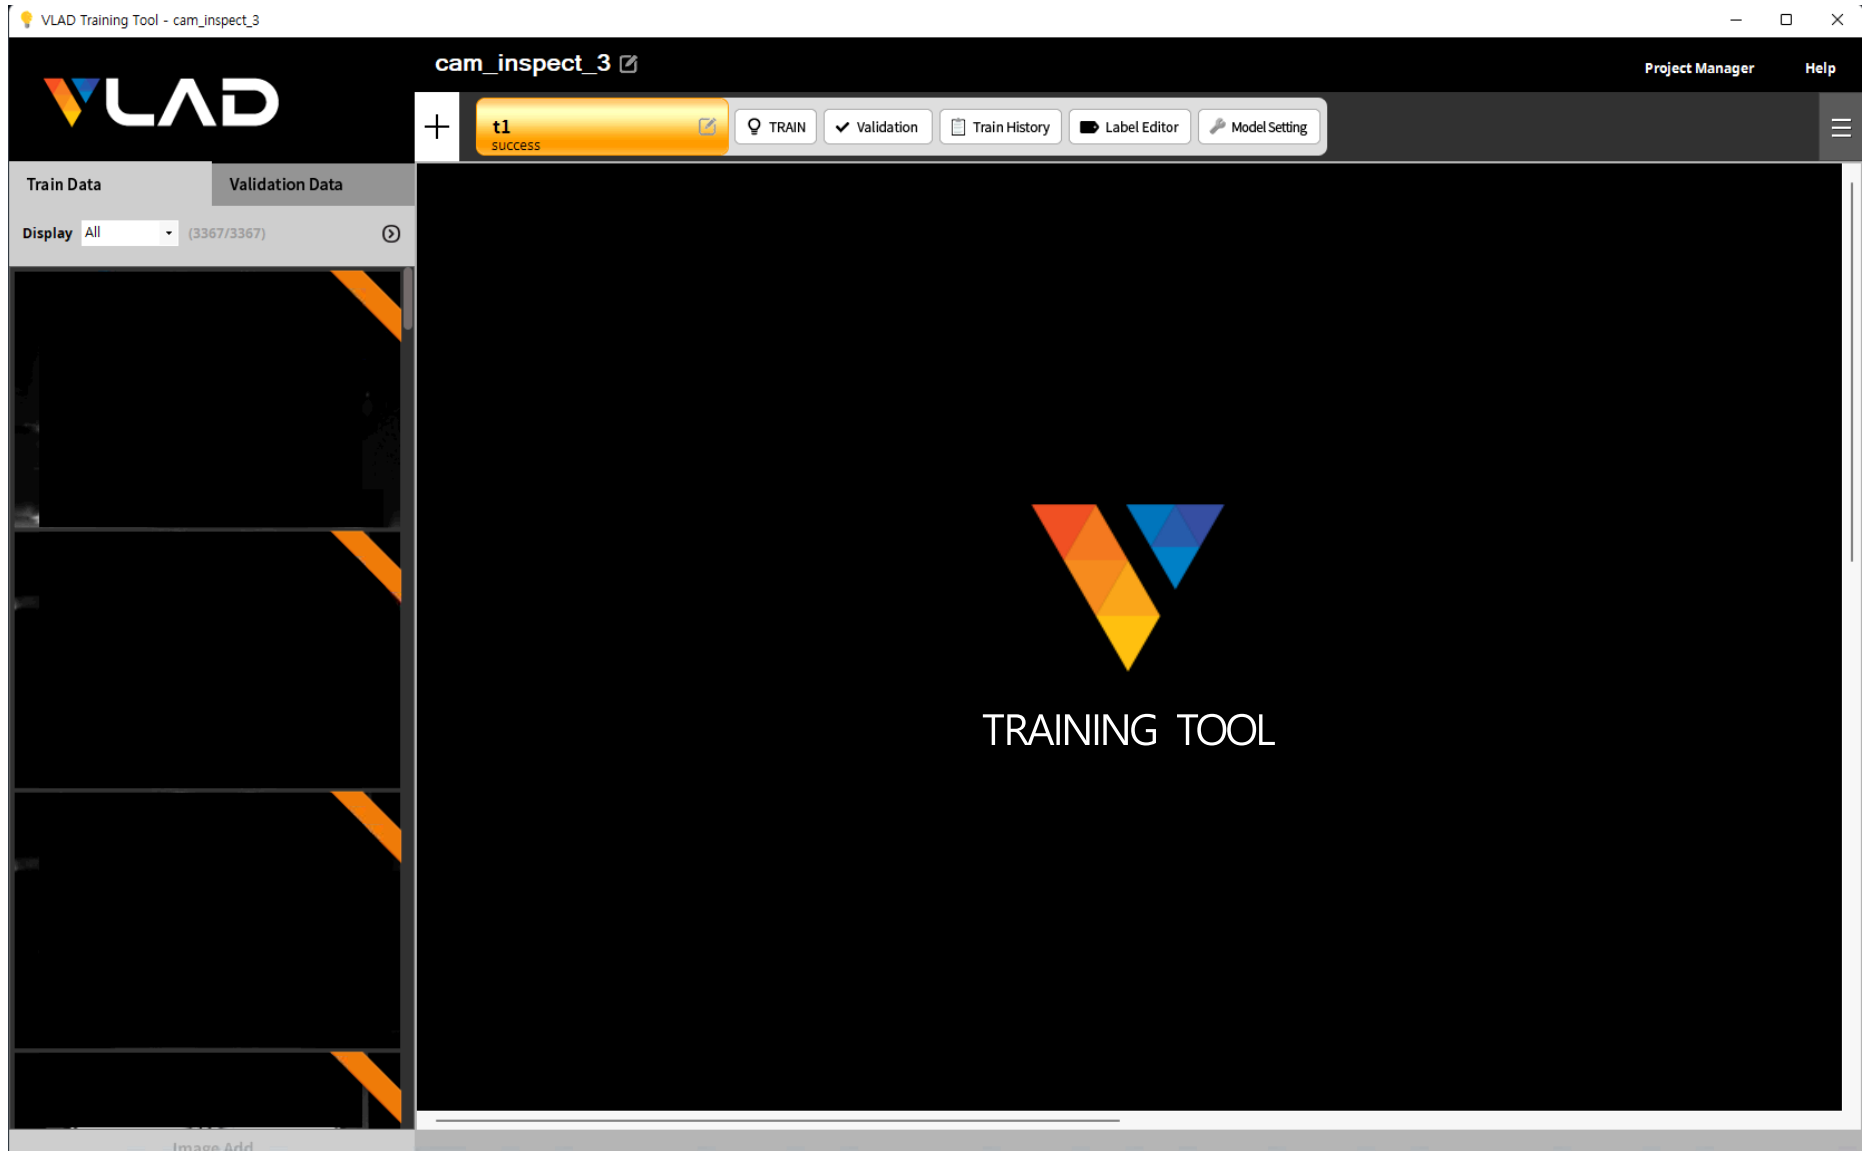 VLAD Training Tool - cam_inspect_3
VLAD
cam_inspect_3
Project Manager
Help
t1
success
TRAIN
Validation
Train History
Label Editor
Model Setting
Train Data
Validation Data
Display
All
(3367/3367)
TRAINING TOOL
Image Add